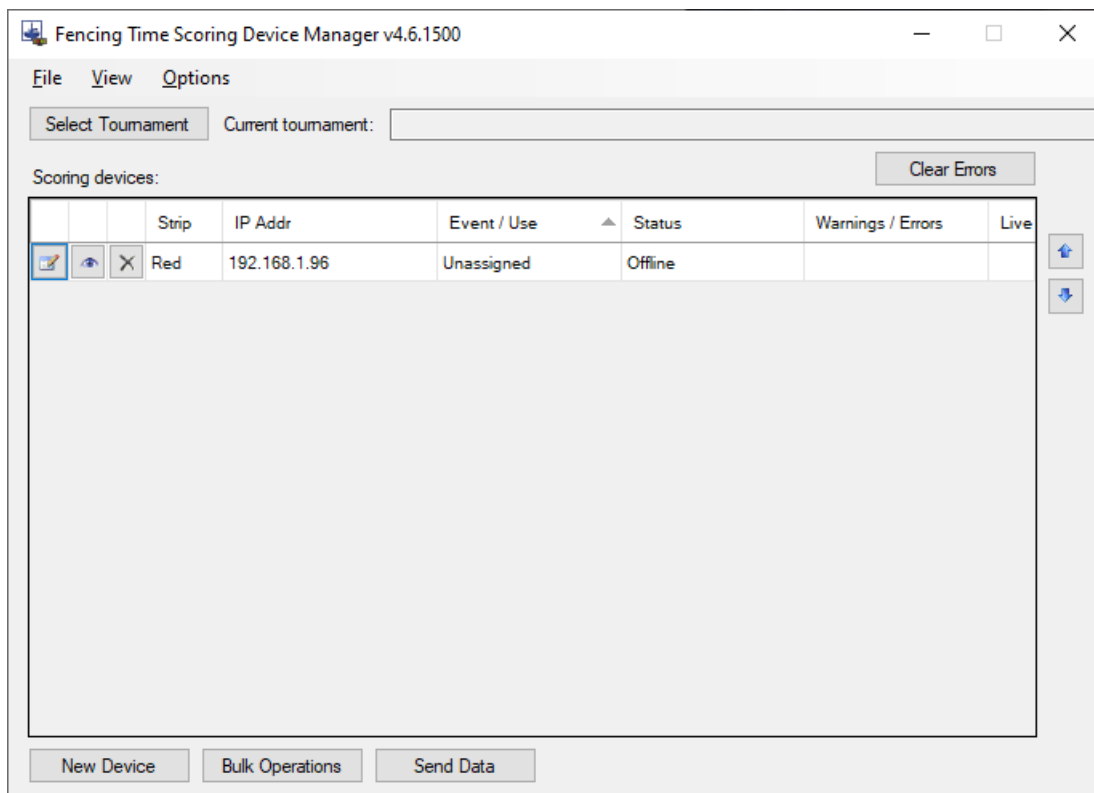 Fencing Time Scoring Device Manager v4.6.1500
File View Options
Select Tournament Current tournament:
Clear Errors
Scoring devices:
Strip IP Addr Event / Use Status Warnings / Errors Live
Red 192.168.1.96 Unassigned Offline
New Device Bulk Operations Send Data